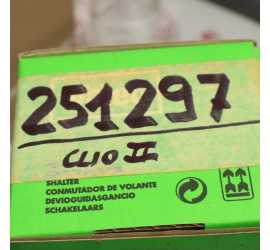 251297
CLIO II
SHALTER
CONMUTADOR DE VOLANTE
DEVIOGUIDASGANCIO
SCHAKELAARS